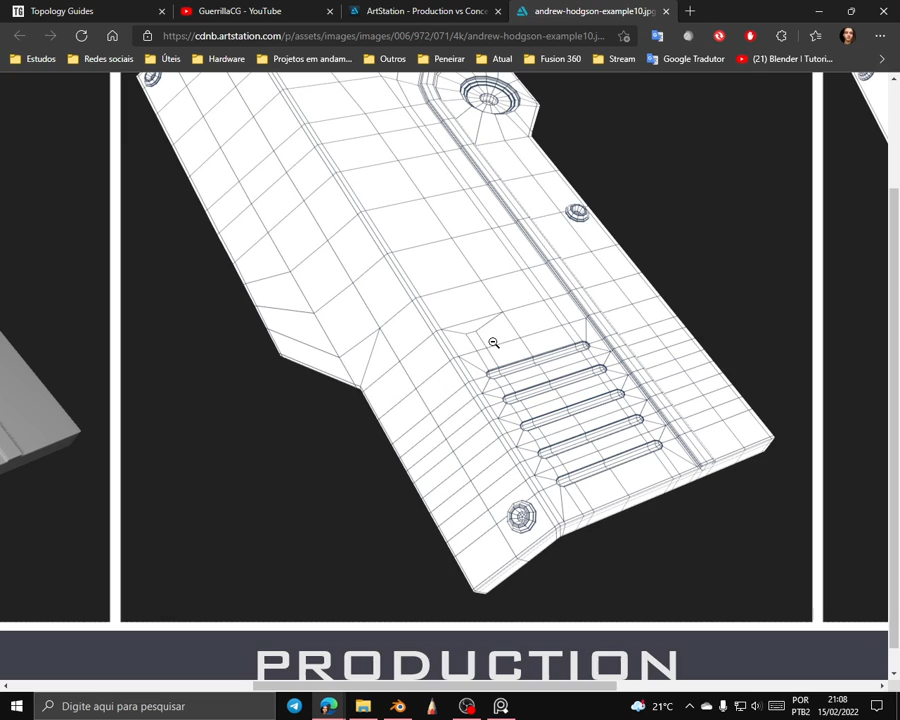 Topology Guides
GuerrillaCG - YouTube
ArtStation - Production vs Conce
andrew-hodgson-example10.jpg
https://cdnb.artstation.com/p/assets/images/images/006/972/071/4k/andrew-hodgson-example10.j...
Estudos
Redes sociais
Úteis
Hardware
Projetos em andam...
Outros
Peneirar
Atual
Fusion 360
Stream
Google Tradutor
(21) Blender | Tutori...
PRODUCTION
Digite aqui para pesquisar
21°C
POR
PTB2
21:08
15/02/2022